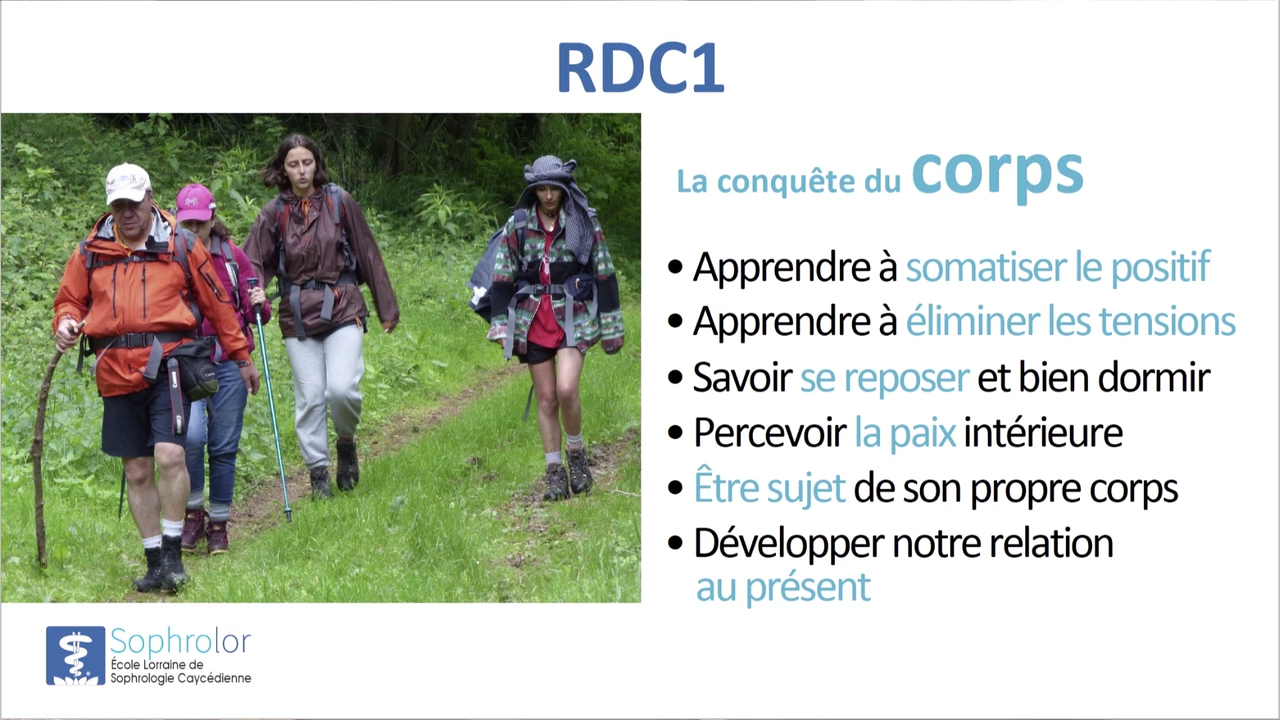 RDC1
La conquête du corps
• Apprendre à somatiser le positif
• Apprendre à éliminer les tensions
• Savoir se reposer et bien dormir
• Percevoir la paix intérieure
• Être sujet de son propre corps
• Développer notre relation
au présent
Sophrolor
École Lorraine de
Sophrologie Caycédienne